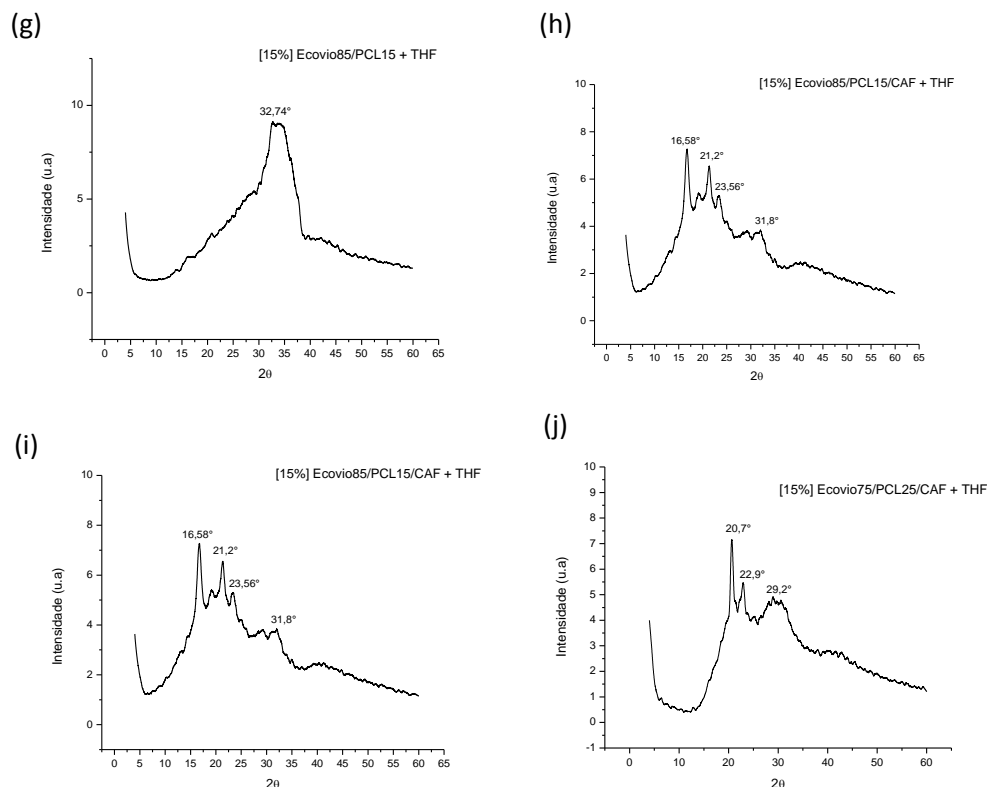 (g)
[15%] Ecovio85/PCL15 + THF
32,74°
Intensidade (u.a)
10
5
0
0 5 10 15 20 25 30 35 40 45 50 55 60 65
2θ
(h)
[15%] Ecovio85/PCL15/CAF + THF
16,58°
21,2°
23,56°
31,8°
Intensidade (u.a)
10
8
6
4
2
0
0 5 10 15 20 25 30 35 40 45 50 55 60 65
2θ
(i)
[15%] Ecovio85/PCL15/CAF + THF
16,58°
21,2°
23,56°
31,8°
Intensidade (u.a)
10
8
6
4
2
0
0 5 10 15 20 25 30 35 40 45 50 55 60 65
2θ
(j)
[15%] Ecovio75/PCL25/CAF + THF
20,7°
22,9°
29,2°
Intensidade (u.a)
10
9
8
7
6
5
4
3
2
1
0
-1
0 10 20 30 40 50 60
2θ